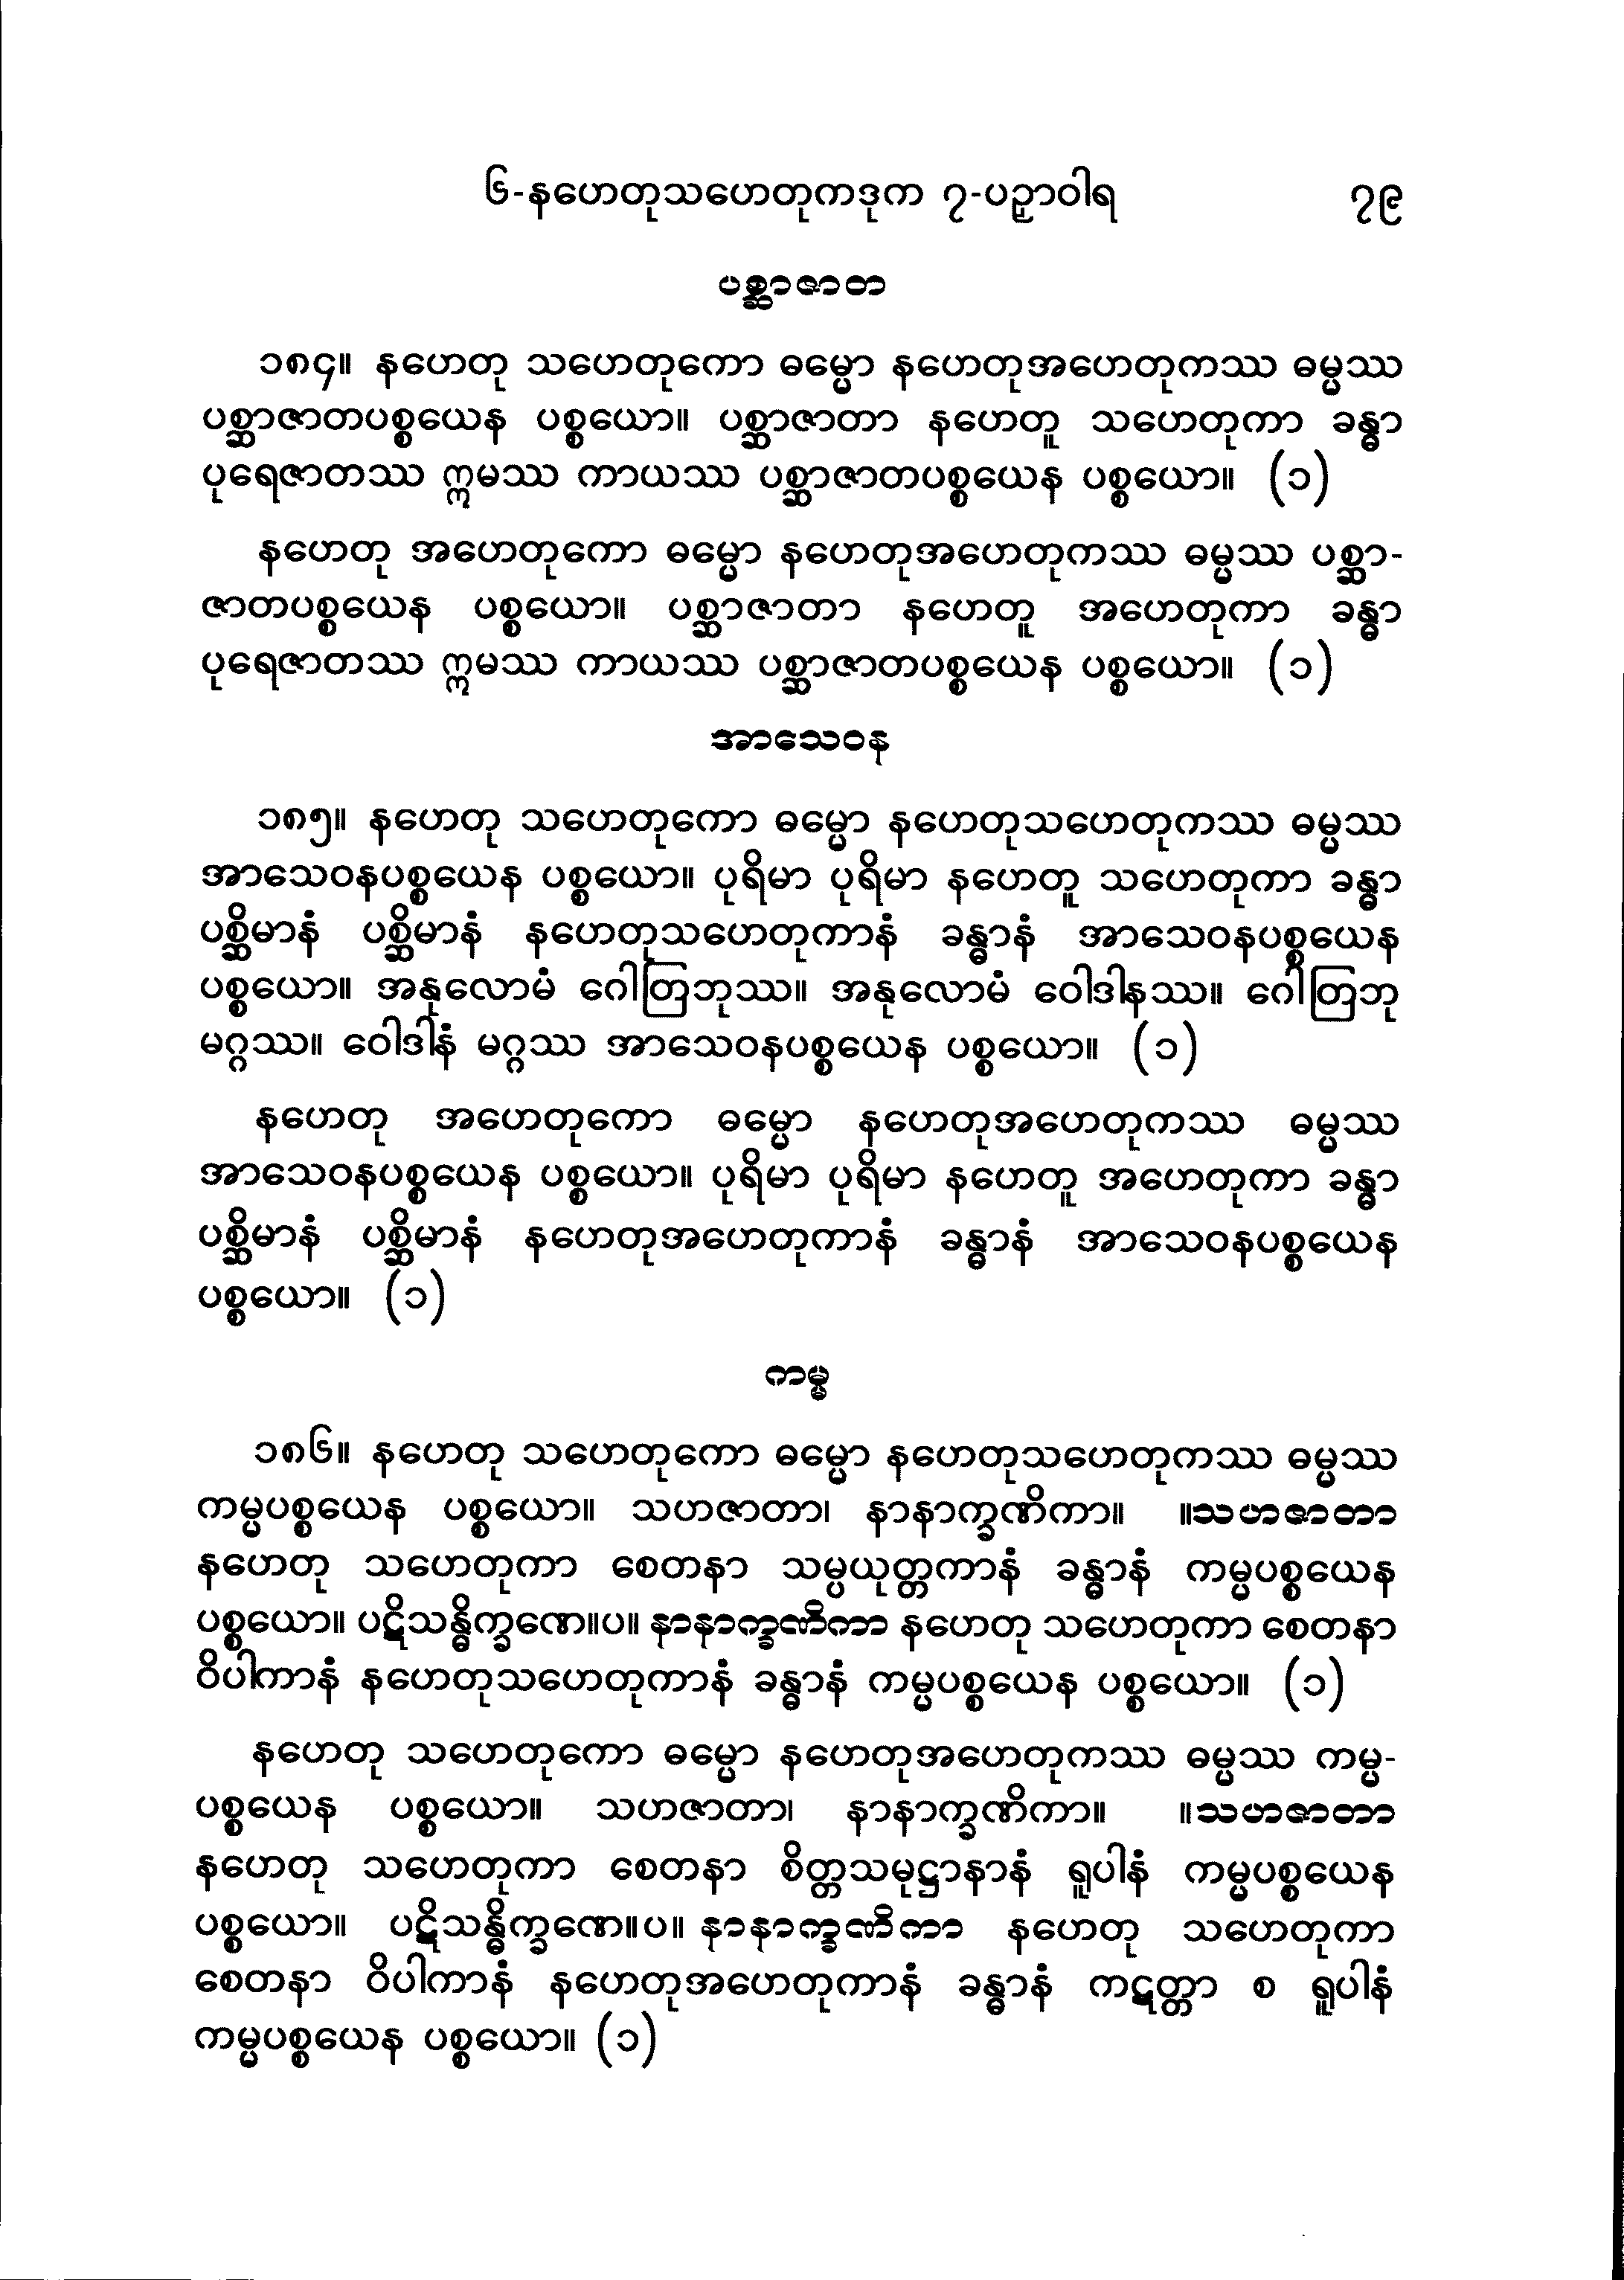 ၆-နဟေတုသဟေတုကဒုက ၇-ပဉှာဝါရ ၇၉
ပစ္ဆာဇာတ
၁၈၄။ နဟေတု သဟေတုကော ဓမ္မော နဟေတုအဟေတုကဿ ဓမ္မဿ
ပစ္ဆာဇာတပစ္စယေန ပစ္စယော။ ပစ္ဆာဇာတာ နဟေတူ သဟေတုကာ ခန္ဓာ
ပုရေဇာတဿ ဣမဿ ကာယဿ ပစ္ဆာဇာတပစ္စယေန ပစ္စယော။ (၁)
နဟေတု အဟေတုကော ဓမ္မော နဟေတုအဟေတုကဿ ဓမ္မဿ ပစ္ဆာ-
ဇာတပစ္စယေန ပစ္စယော။ ပစ္ဆာဇာတာ နဟေတူ အဟေတုကာ ခန္ဓာ
ပုရေဇာတဿ ဣမဿ ကာယဿ ပစ္ဆာဇာတပစ္စယေန ပစ္စယော။ (၁)
အာသေဝန
၁၈၅။ နဟေတု သဟေတုကော ဓမ္မော နဟေတုသဟေတုကဿ ဓမ္မဿ
အာသေဝနပစ္စယေန ပစ္စယော။ ပုရိမာ ပုရိမာ နဟေတူ သဟေတုကာ ခန္ဓာ
ပစ္ဆိမာနံ ပစ္ဆိမာနံ နဟေတုသဟေတုကာနံ ခန္ဓာနံ အာသေဝနပစ္စယေန
ပစ္စယော။ အနုလောမံ ဂေါတြဘုဿ။ အနုလောမံ ဝေါဒါနဿ။ ဂေါတြဘု
မဂ္ဂဿ။ ဝေါဒါနံ မဂ္ဂဿ အာသေဝနပစ္စယေန ပစ္စယော။ (၁)
နဟေတု အဟေတုကော ဓမ္မော နဟေတုအဟေတုကဿ ဓမ္မဿ
အာသေဝနပစ္စယေန ပစ္စယော။ ပုရိမာ ပုရိမာ နဟေတူ အဟေတုကာ ခန္ဓာ
ပစ္ဆိမာနံ ပစ္ဆိမာနံ နဟေတုအဟေတုကာနံ ခန္ဓာနံ အာသေဝနပစ္စယေန
ပစ္စယော။ (၁)
ကမ္မ
၁၈၆။ နဟေတု သဟေတုကော ဓမ္မော နဟေတုသဟေတုကဿ ဓမ္မဿ
ကမ္မပစ္စယေန ပစ္စယော။ သဟဇာတာ၊ နာနာက္ခဏိကာ။ ။သဟဇာတာ
နဟေတု သဟေတုကာ စေတနာ သမ္ပယုတ္တကာနံ ခန္ဓာနံ ကမ္မပစ္စယေန
ပစ္စယော။ ပဋိသန္ဓိက္ခဏေ။ပ။ နာနာက္ခဏိကာ နဟေတု သဟေတုကာ စေတနာ
ဝိပါကာနံ နဟေတုသဟေတုကာနံ ခန္ဓာနံ ကမ္မပစ္စယေန ပစ္စယော။ (၁)
နဟေတု သဟေတုကော ဓမ္မော နဟေတုအဟေတုကဿ ဓမ္မဿ ကမ္မ-
ပစ္စယေန ပစ္စယော။ သဟဇာတာ၊ နာနာက္ခဏိကာ။ ။သဟဇာတာ
နဟေတု သဟေတုကာ စေတနာ စိတ္တသမုဋ္ဌာနာနံ ရူပါနံ ကမ္မပစ္စယေန
ပစ္စယော။ ပဋိသန္ဓိက္ခဏေ။ပ။ နာနာက္ခဏိကာ နဟေတု သဟေတုကာ
စေတနာ ဝိပါကာနံ နဟေတုအဟေတုကာနံ ခန္ဓာနံ ကဋတ္တာ စ ရူပါနံ
ကမ္မပစ္စယေန ပစ္စယော။ (၁)